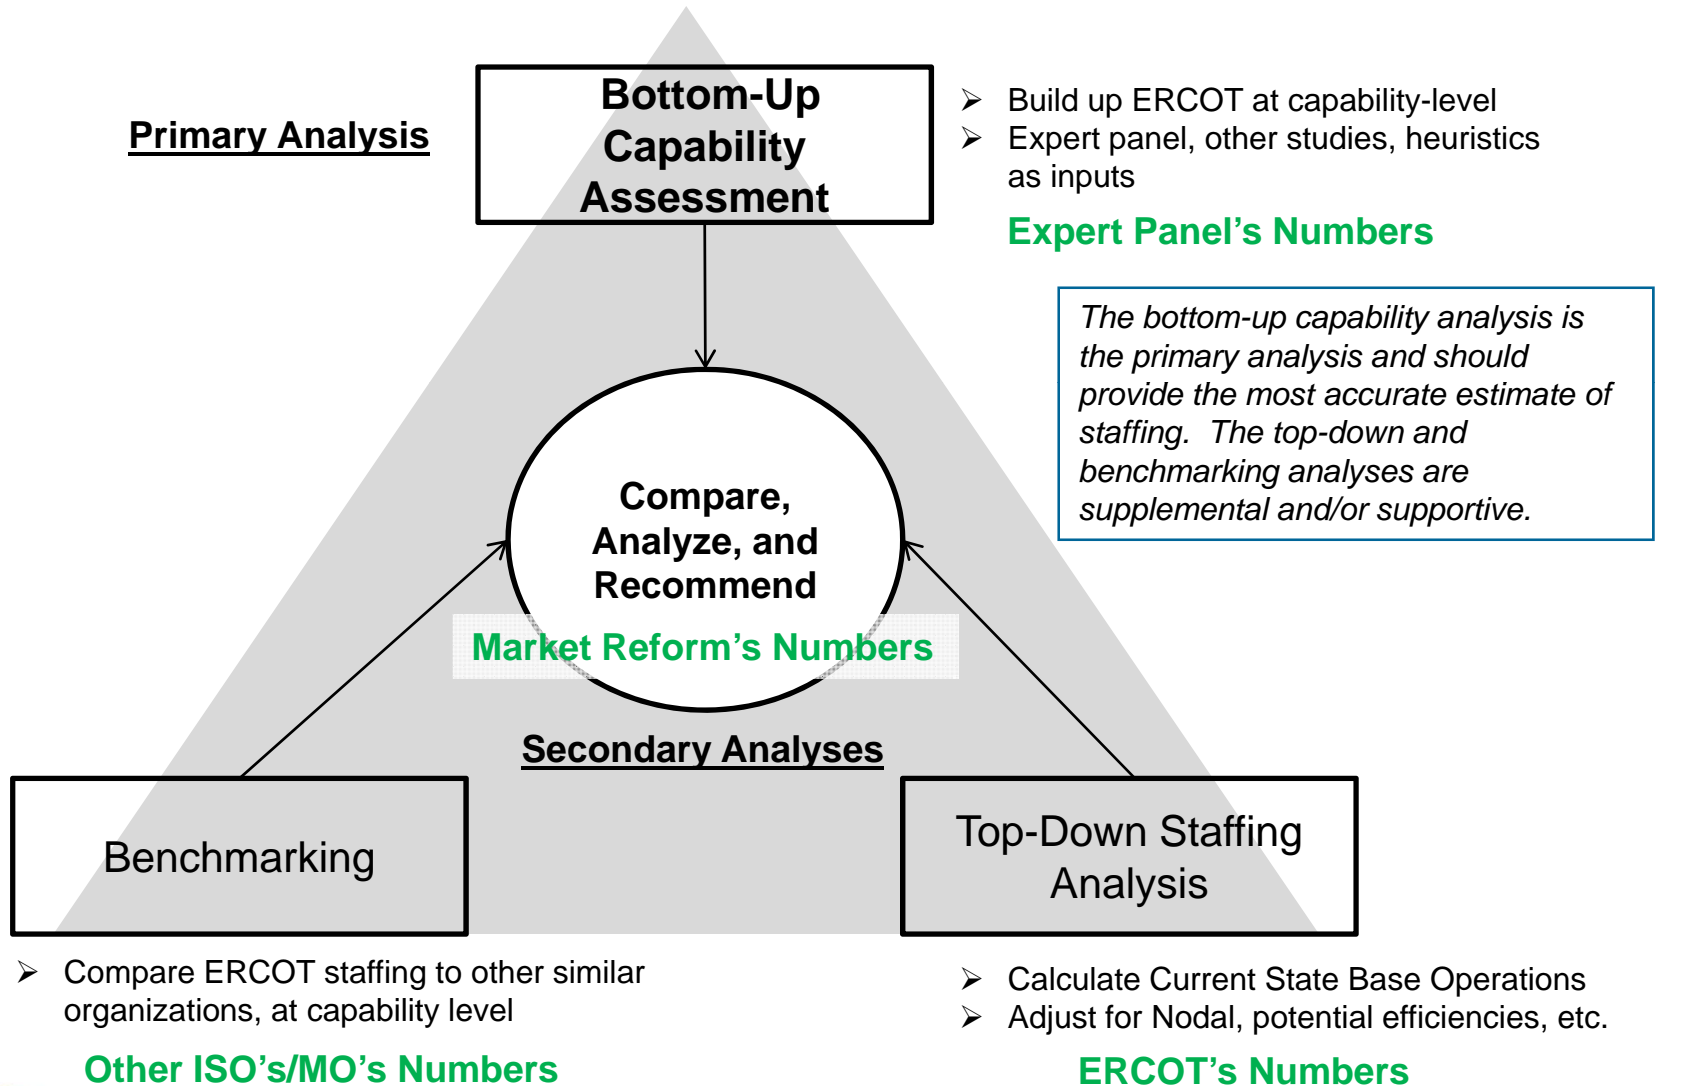 Bottom-Up
Capability
Assessment
Primary Analysis
➢ Build up ERCOT at capability-level
➢ Expert panel, other studies, heuristics
as inputs
Expert Panel’s Numbers
The bottom-up capability analysis is
the primary analysis and should
provide the most accurate estimate of
staffing.  The top-down and
benchmarking analyses are
supplemental and/or supportive.
Compare,
Analyze, and
Recommend
Market Reform’s Numbers
Secondary Analyses
Benchmarking
Top-Down Staffing
Analysis
➢ Compare ERCOT staffing to other similar
organizations, at capability level
Other ISO’s/MO’s Numbers
➢ Calculate Current State Base Operations
➢ Adjust for Nodal, potential efficiencies, etc.
ERCOT’s Numbers